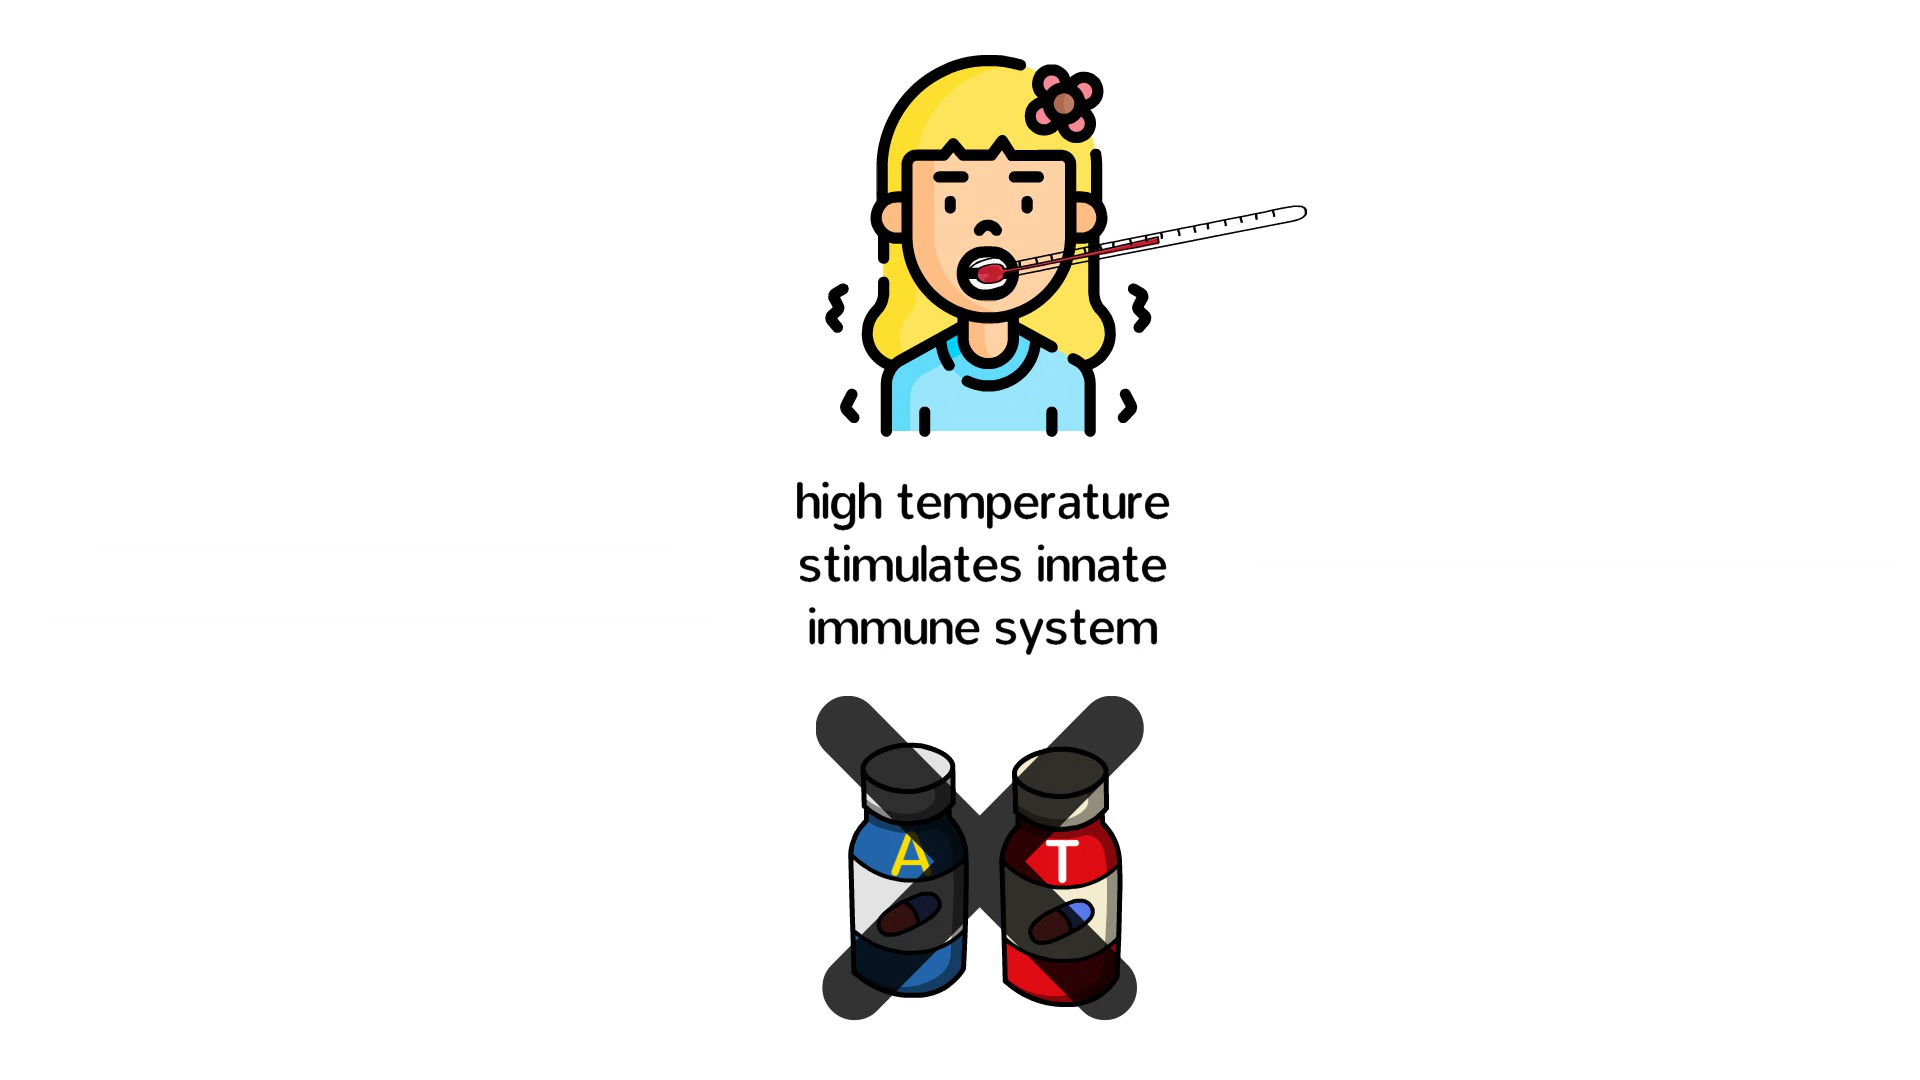 high temperature
stimulates innate
immune system
A T